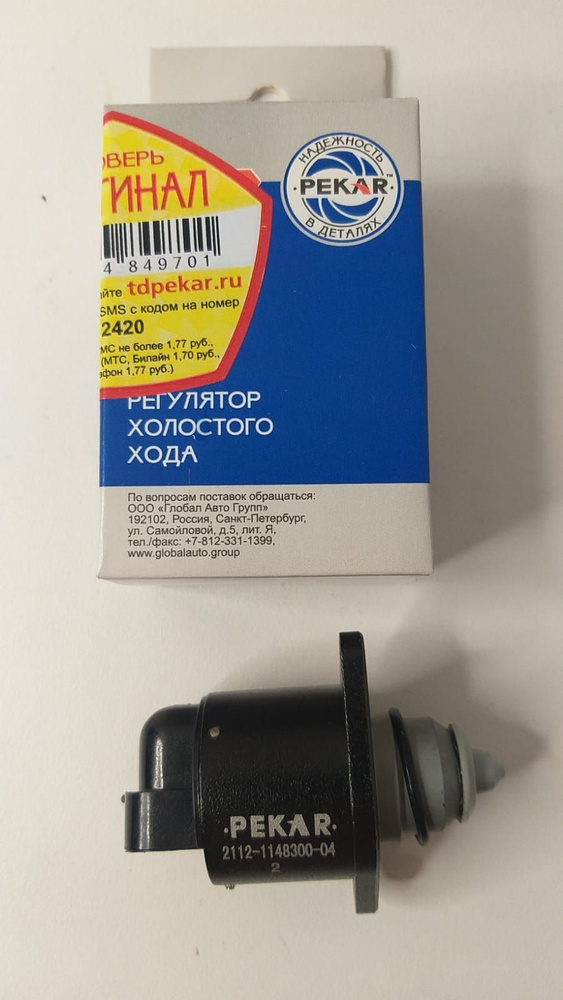 НАДЕЖНОСТЬ
PEKAR™
В ДЕТАЛЯХ
ОВЕРЬ
ГИНАЛ
4 849701
айте tdpekar.ru
SMS с кодом на номер
2420
МС не более 1,77 руб.,
(МТС, Билайн 1,70 руб.,
афон 1,77 руб.)
РЕГУЛЯТОР
ХОЛОСТОГО
ХОДА
По вопросам поставок обращаться:
ООО «Глобал Авто Групп»
192102, Россия, Санкт-Петербург,
ул. Самойловой, д.5, лит. Я,
тел./факс: +7-812-331-1399,
www.globalauto.group
·PEKAR·
2112-1148300-04
2